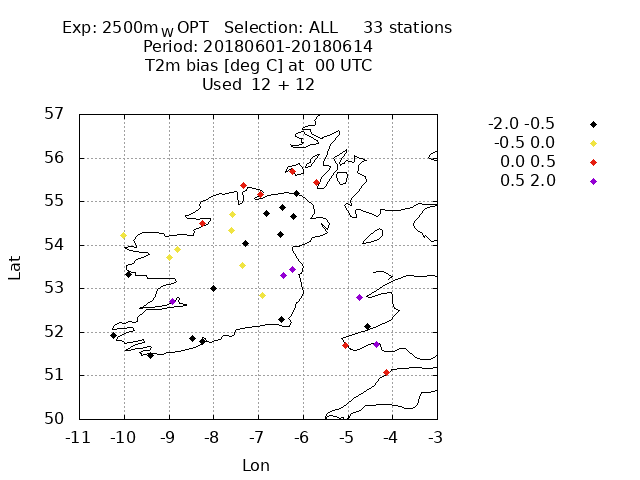 Exp: 2500m_W OPT   Selection: ALL     33 stations
Period: 20180601-20180614
T2m bias [deg C] at  00 UTC
Used  12 + 12
-2.0 -0.5
-0.5 0.0
0.0 0.5
0.5 2.0
57
56
55
54
53
52
51
50
Lat
-11 -10 -9 -8 -7 -6 -5 -4 -3
Lon